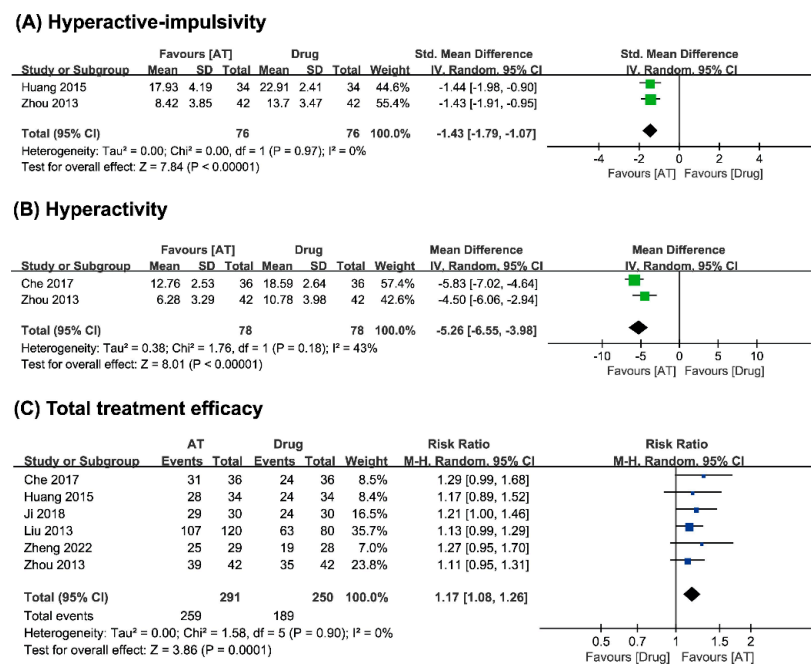 (A) Hyperactive-impulsivity
Favours [AT] Drug Std. Mean Difference Std. Mean Difference
Study or Subgroup Mean SD Total Mean SD Total Weight IV. Random. 95% CI IV. Random. 95% CI
Huang 2015 17.93 4.19 34 22.91 2.41 34 44.6% -1.44 [-1.98, -0.90]
Zhou 2013 8.42 3.85 42 13.7 3.47 42 55.4% -1.43 [-1.91, -0.95]
Total (95% CI) 76 76 100.0% -1.43 [-1.79, -1.07]
Heterogeneity: Tau² = 0.00; Chi² = 0.00, df = 1 (P = 0.97); I² = 0%
Test for overall effect: Z = 7.84 (P < 0.00001)
-4 -2 0 2 4
Favours [AT] Favours [Drug]
(B) Hyperactivity
Favours [AT] Drug Mean Difference Mean Difference
Study or Subgroup Mean SD Total Mean SD Total Weight IV. Random, 95% CI IV. Random, 95% CI
Che 2017 12.76 2.53 36 18.59 2.64 36 57.4% -5.83 [-7.02, -4.64]
Zhou 2013 6.28 3.29 42 10.78 3.98 42 42.6% -4.50 [-6.06, -2.94]
Total (95% CI) 78 78 100.0% -5.26 [-6.55, -3.98]
Heterogeneity: Tau² = 0.38; Chi² = 1.76, df = 1 (P = 0.18); I² = 43%
Test for overall effect: Z = 8.01 (P < 0.00001)
-10 -5 0 5 10
Favours [AT] Favours [Drug]
(C) Total treatment efficacy
AT Drug Risk Ratio Risk Ratio
Study or Subgroup Events Total Events Total Weight M-H. Random, 95% CI M-H. Random, 95% CI
Che 2017 31 36 24 36 8.5% 1.29 [0.99, 1.68]
Huang 2015 28 34 24 34 8.4% 1.17 [0.89, 1.52]
Ji 2018 29 30 24 30 16.5% 1.21 [1.00, 1.46]
Liu 2013 107 120 63 80 35.7% 1.13 [0.99, 1.29]
Zheng 2022 25 29 19 28 7.0% 1.27 [0.95, 1.70]
Zhou 2013 39 42 35 42 23.8% 1.11 [0.95, 1.31]
Total (95% CI) 291 250 100.0% 1.17 [1.08, 1.26]
Total events 259 189
Heterogeneity: Tau² = 0.00; Chi² = 1.58, df = 5 (P = 0.90); I² = 0%
Test for overall effect: Z = 3.86 (P = 0.0001)
0.5 0.7 1 1.5 2
Favours [Drug] Favours [AT]